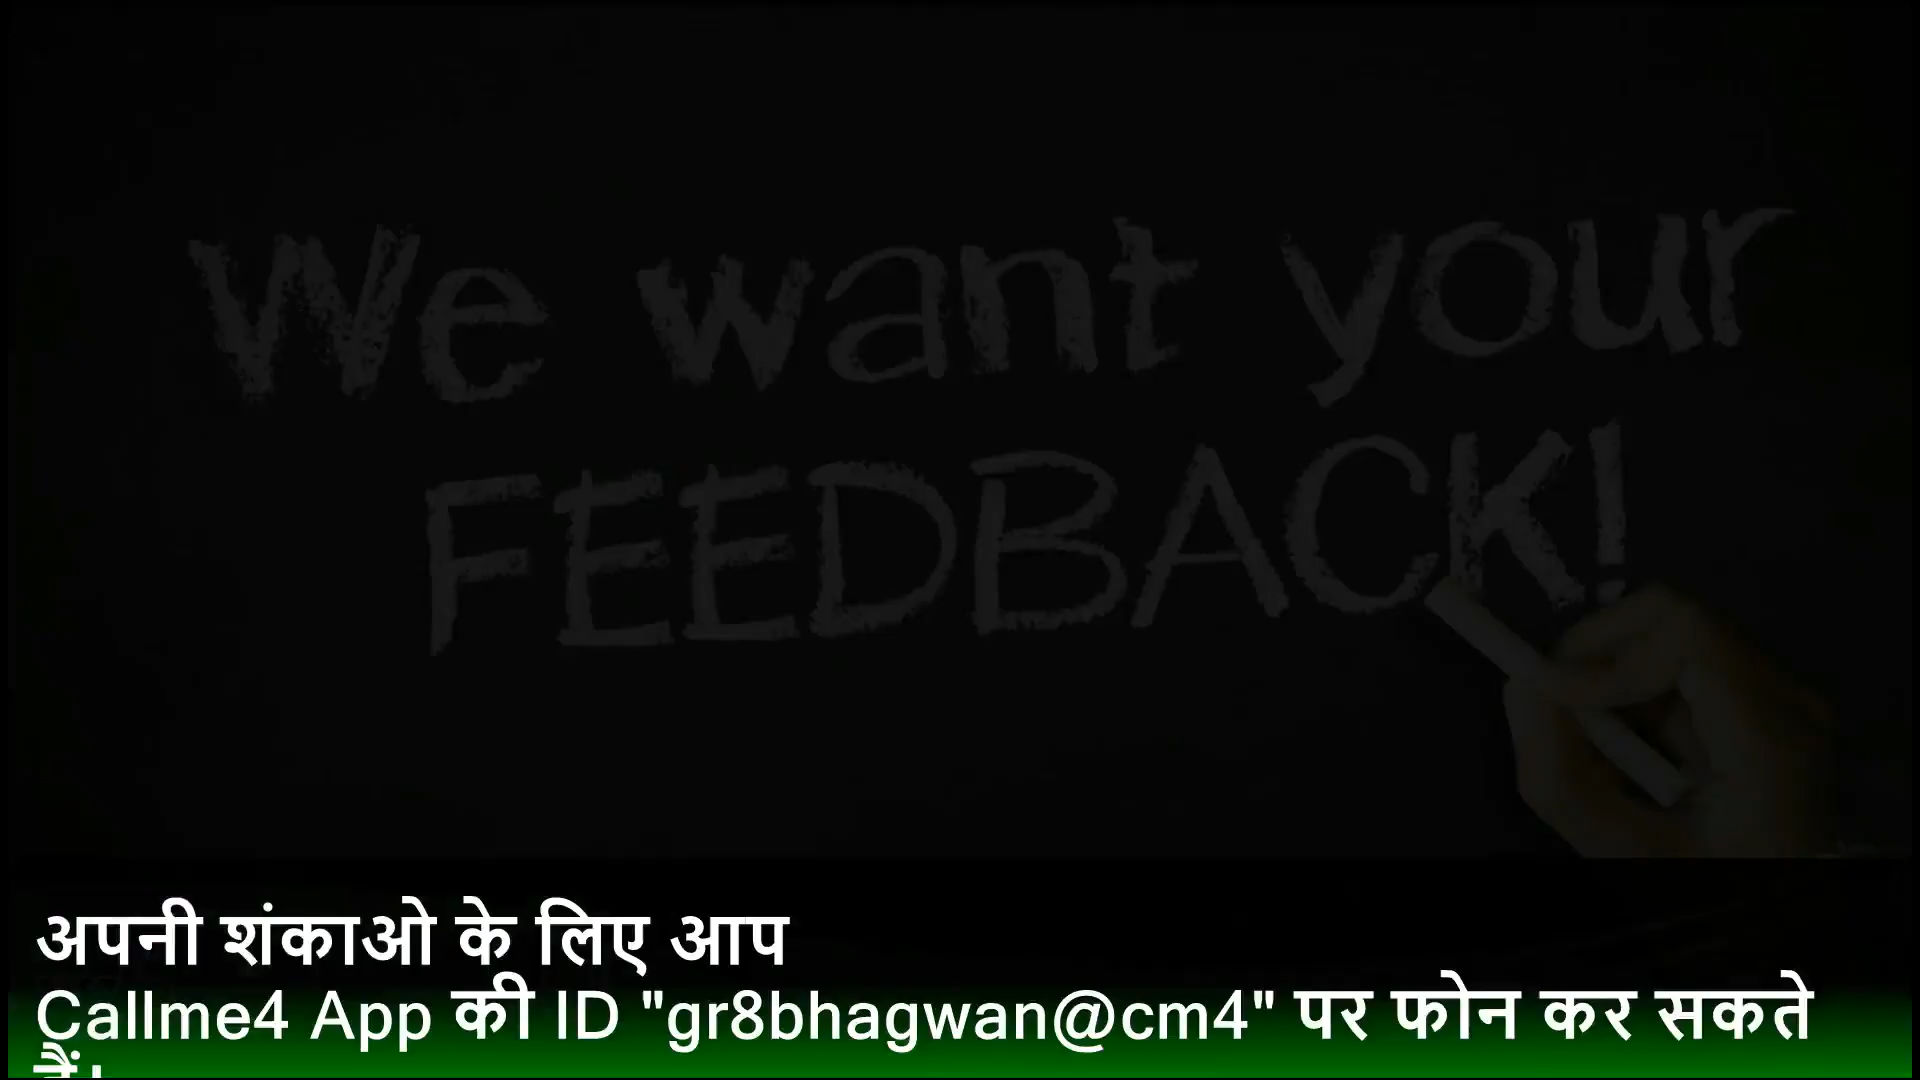 We want your
FEEDBACK!
अपनी शंकाओ के लिए आप
Callme4 App की ID "gr8bhagwan@cm4" पर फोन कर सकते
हैं।